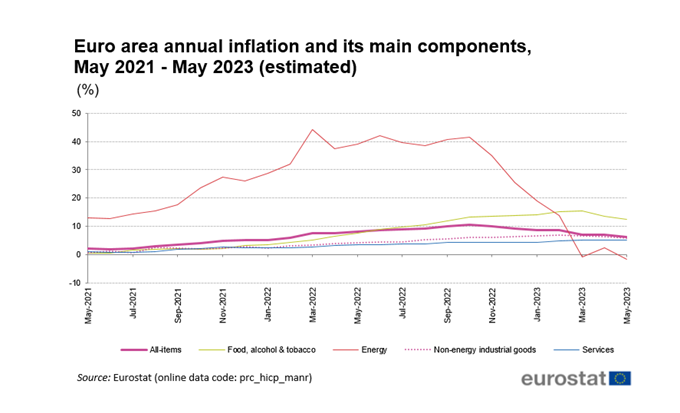 Euro area annual inflation and its main components,
May 2021 - May 2023 (estimated)
(%)
50
40
30
20
10
0
-10
May-2021
Jul-2021
Sep-2021
Nov-2021
Jan-2022
Mar-2022
May-2022
Jul-2022
Sep-2022
Nov-2022
Jan-2023
Mar-2023
May-2023
All-items
Food, alcohol & tobacco
Energy
Non-energy industrial goods
Services
Source: Eurostat (online data code: prc_hicp_manr)
eurostat